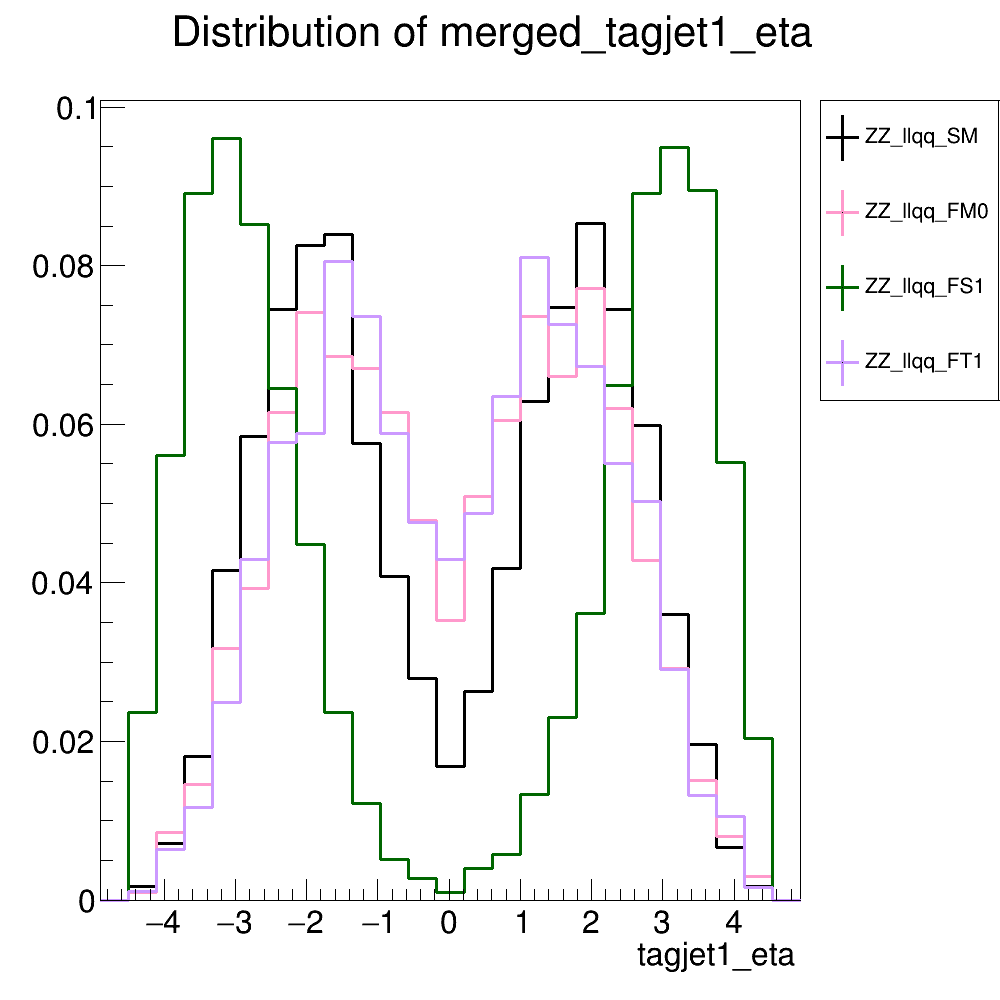 Distribution of merged_tagjet1_eta
0.1
0.08
0.06
0.04
0.02
0
−4 −3 −2 −1 0 1 2 3 4
tagjet1_eta
ZZ_llqq_SM
ZZ_llqq_FM0
ZZ_llqq_FS1
ZZ_llqq_FT1